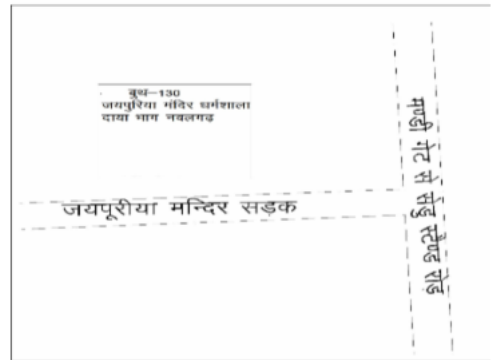 बुथ–130
जयपुरिया मंदिर धर्मशाला
दाया भाग नवलगढ
जयपूरीया मन्दिर सड़क
मण्डी गेट से स्टेण्ड रोड